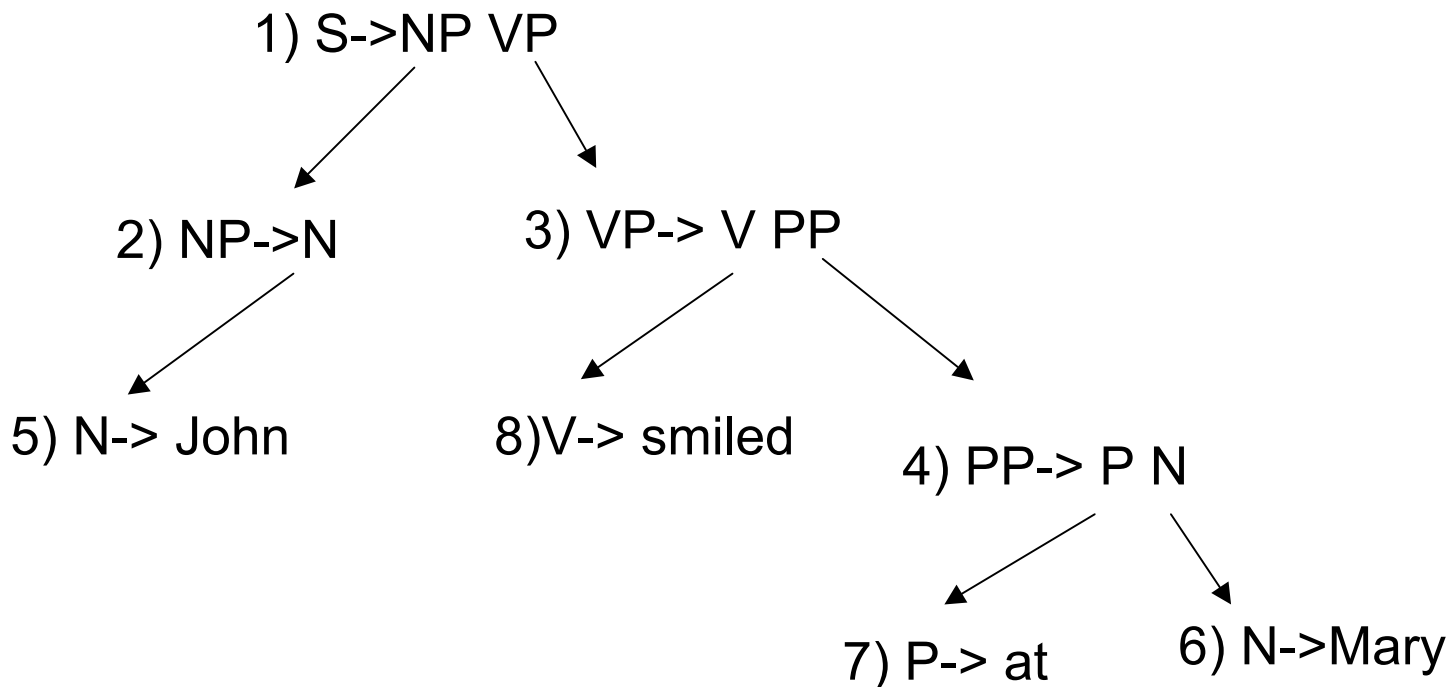 1) S->NP VP
2) NP->N
3) VP-> V PP
5) N-> John
8)V-> smiled
4) PP-> P N
7) P-> at
6) N->Mary